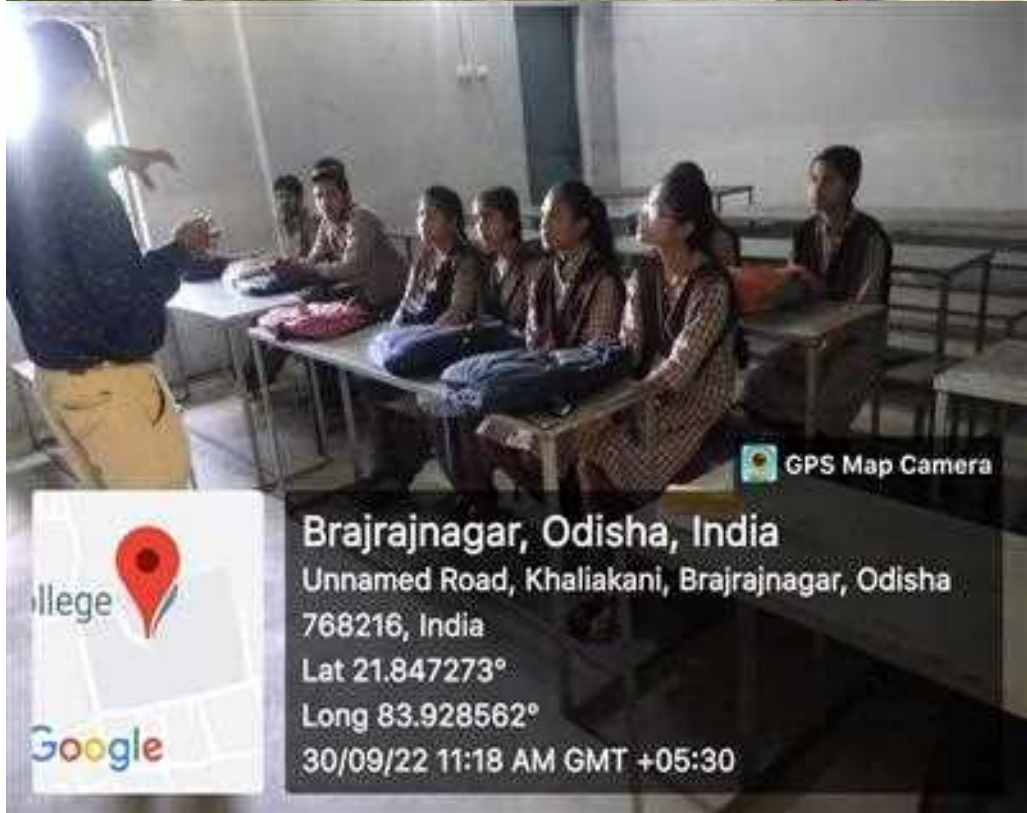 GPS Map Camera
Brajrajnagar, Odisha, India
Unnamed Road, Khaliakani, Brajrajnagar, Odisha
768216, India
Lat 21.847273°
Long 83.928562°
30/09/22 11:18 AM GMT +05:30
llege
Google